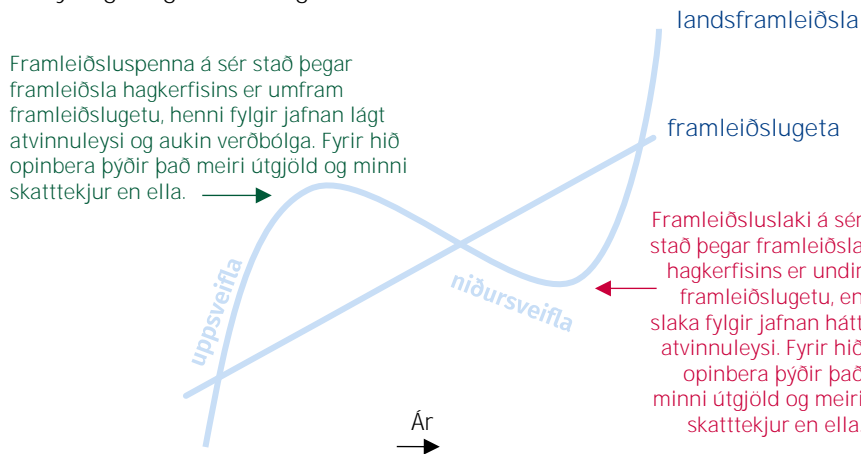 landsframleiðsla
Framleiðsluspenna á sér stað þegar
framleiðsla hagkerfisins er umfram
framleiðslugetu, henni fylgir jafnan lágt
atvinnuleysi og aukin verðbólga. Fyrir hið
opinbera þýðir það meiri útgjöld og minni
skatttekjur en ella.
framleiðslugeta
Framleiðsluslaki á sér
stað þegar framleiðsla
hagkerfisins er undir
framleiðslugetu, en
slaka fylgir jafnan hátt
atvinnuleysi. Fyrir hið
opinbera þýðir það
minni útgjöld og meiri
skatttekjur en ella
uppsveifla
niðursveifla
Ár